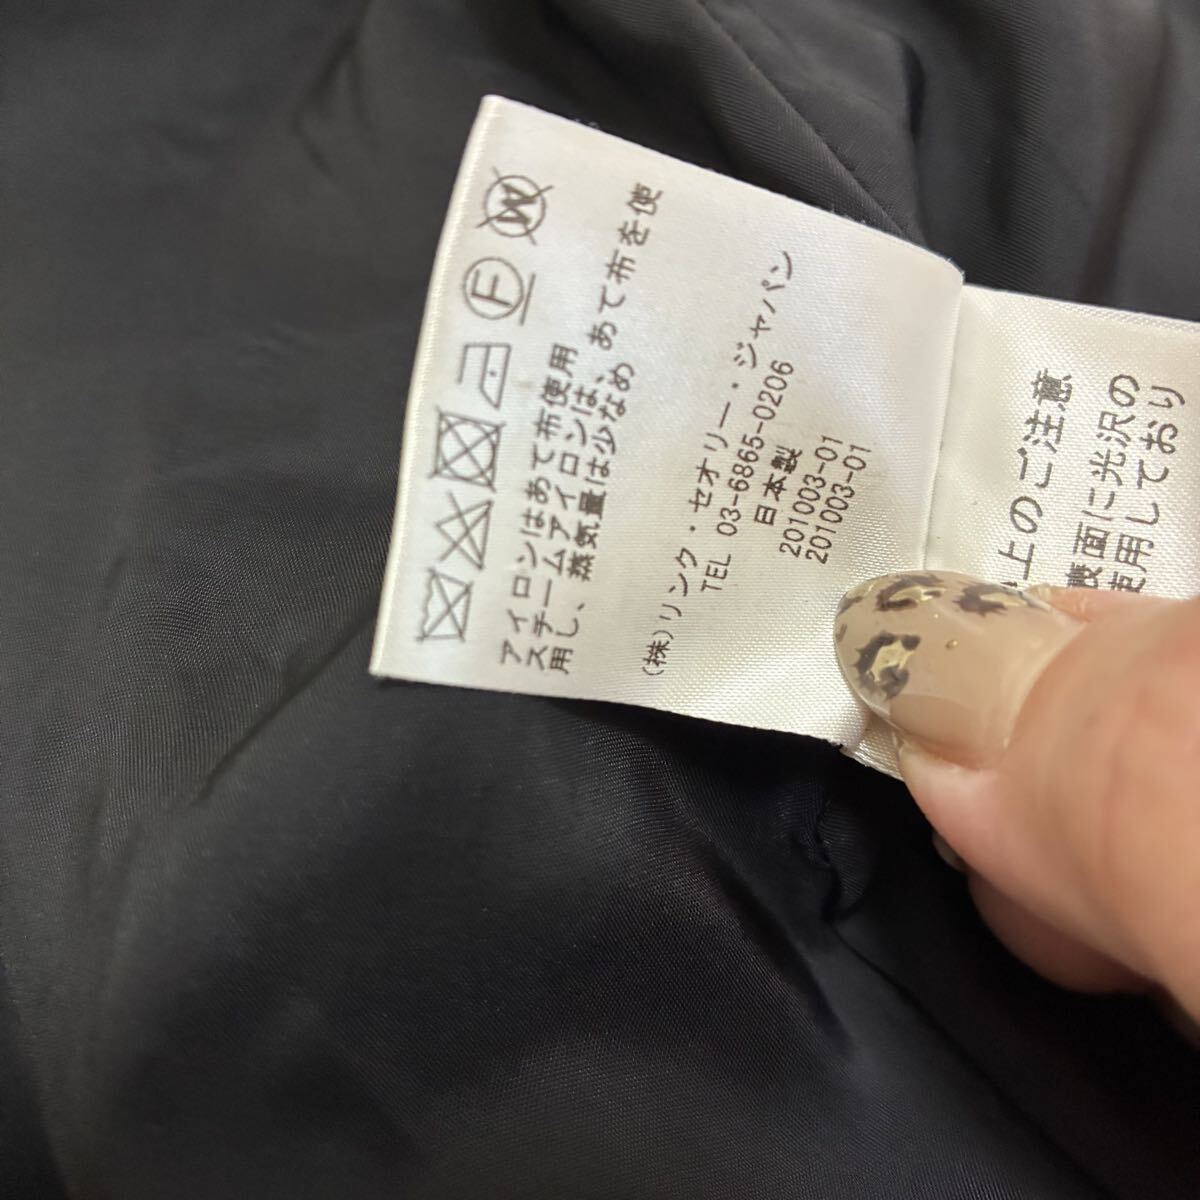 アイロンはあて布使用
スチームアイロンは、あて布を使
用し、蒸気量は少なめ
(株)リンク・セオリー・ジャパン
TEL 03-6865-0206
日本製
201003-01
201003-01
上のご注意
面に光沢の
使用しており
F
W